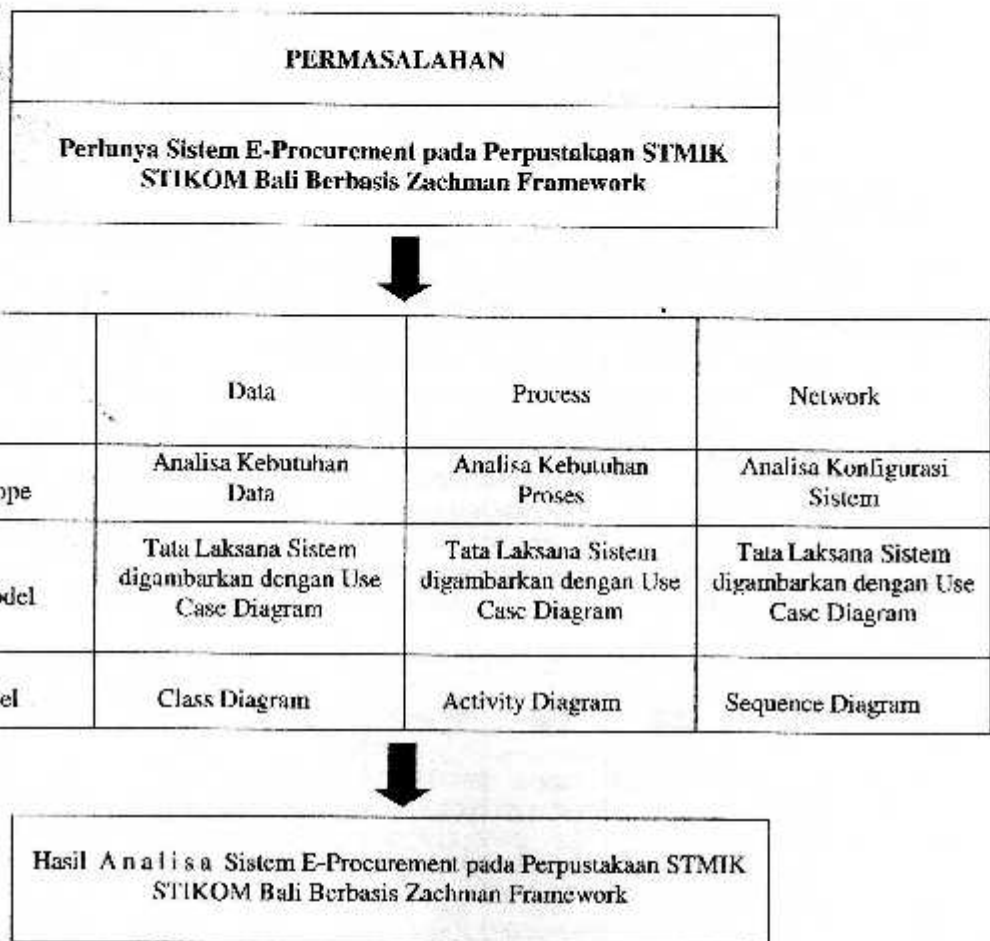 PERMASALAHAN
Perlunya Sistem E-Procurement pada Perpustakaan STMIK
STIKOM Bali Berbasis Zachman Framework
Data Process Network
ope
Analisa Kebutuhan
Data
Analisa Kebutuhan
Proses
Analisa Konfigurasi
Sistem
odel
Tata Laksana Sistem
digambarkan dengan Use
Case Diagram
Tata Laksana Sistem
digambarkan dengan Use
Case Diagram
Tata Laksana Sistem
digambarkan dengan Use
Case Diagram
el Class Diagram Activity Diagram Sequence Diagram
Hasil Analisa Sistem E-Procurement pada Perpustakaan STMIK
STIKOM Bali Berbasis Zachman Framework